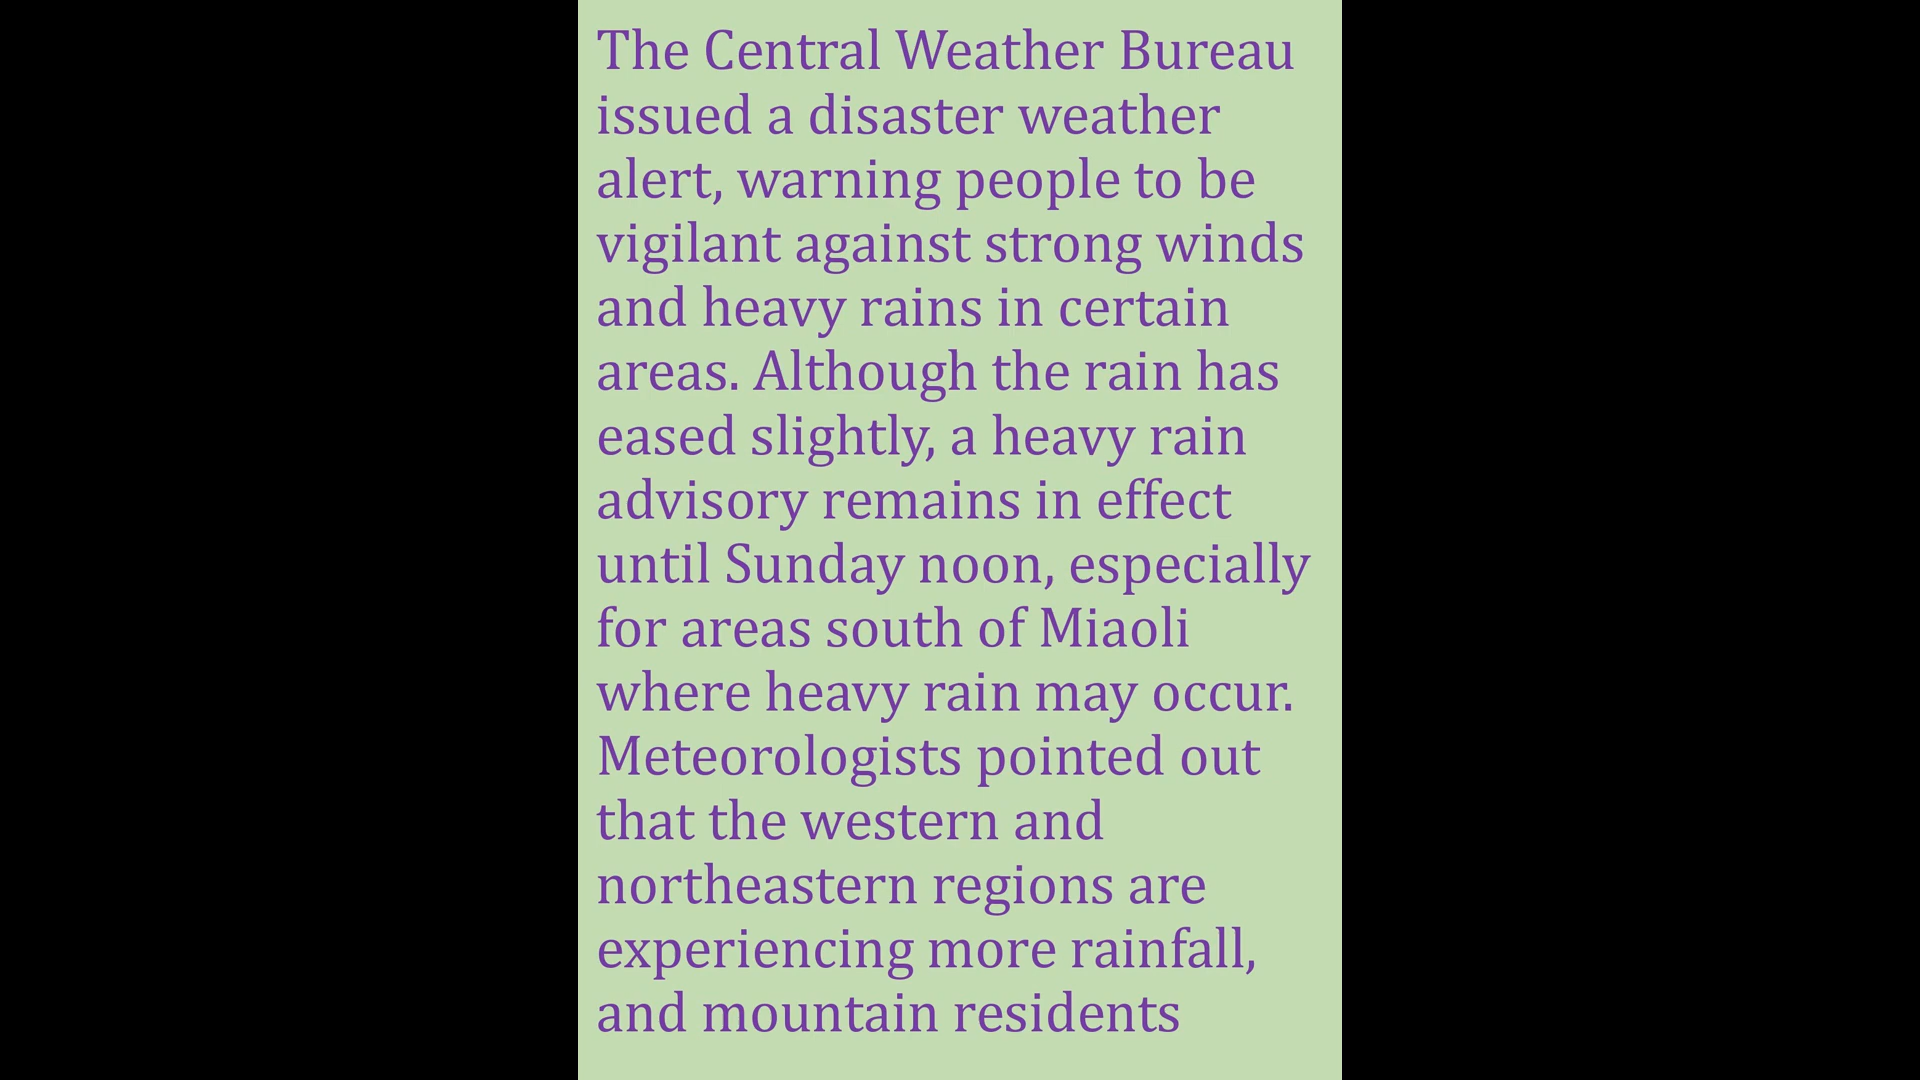 The Central Weather Bureau
issued a disaster weather
alert, warning people to be
vigilant against strong winds
and heavy rains in certain
areas. Although the rain has
eased slightly, a heavy rain
advisory remains in effect
until Sunday noon, especially
for areas south of Miaoli
where heavy rain may occur.
Meteorologists pointed out
that the western and
northeastern regions are
experiencing more rainfall,
and mountain residents